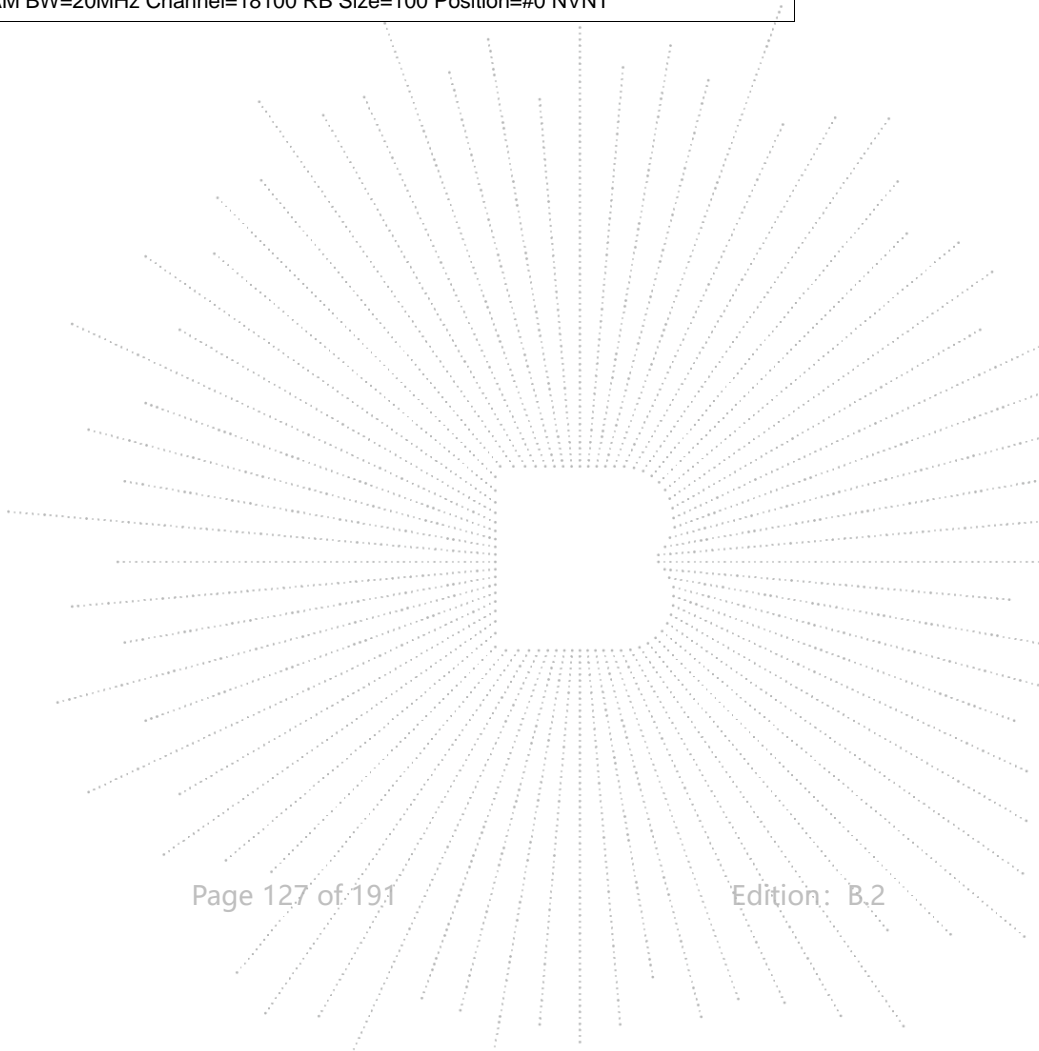 AM BW=20MHz Channel=18100 RB Size=100 Position=#0 NVNT
Page 127 of 191 Edition：B.2